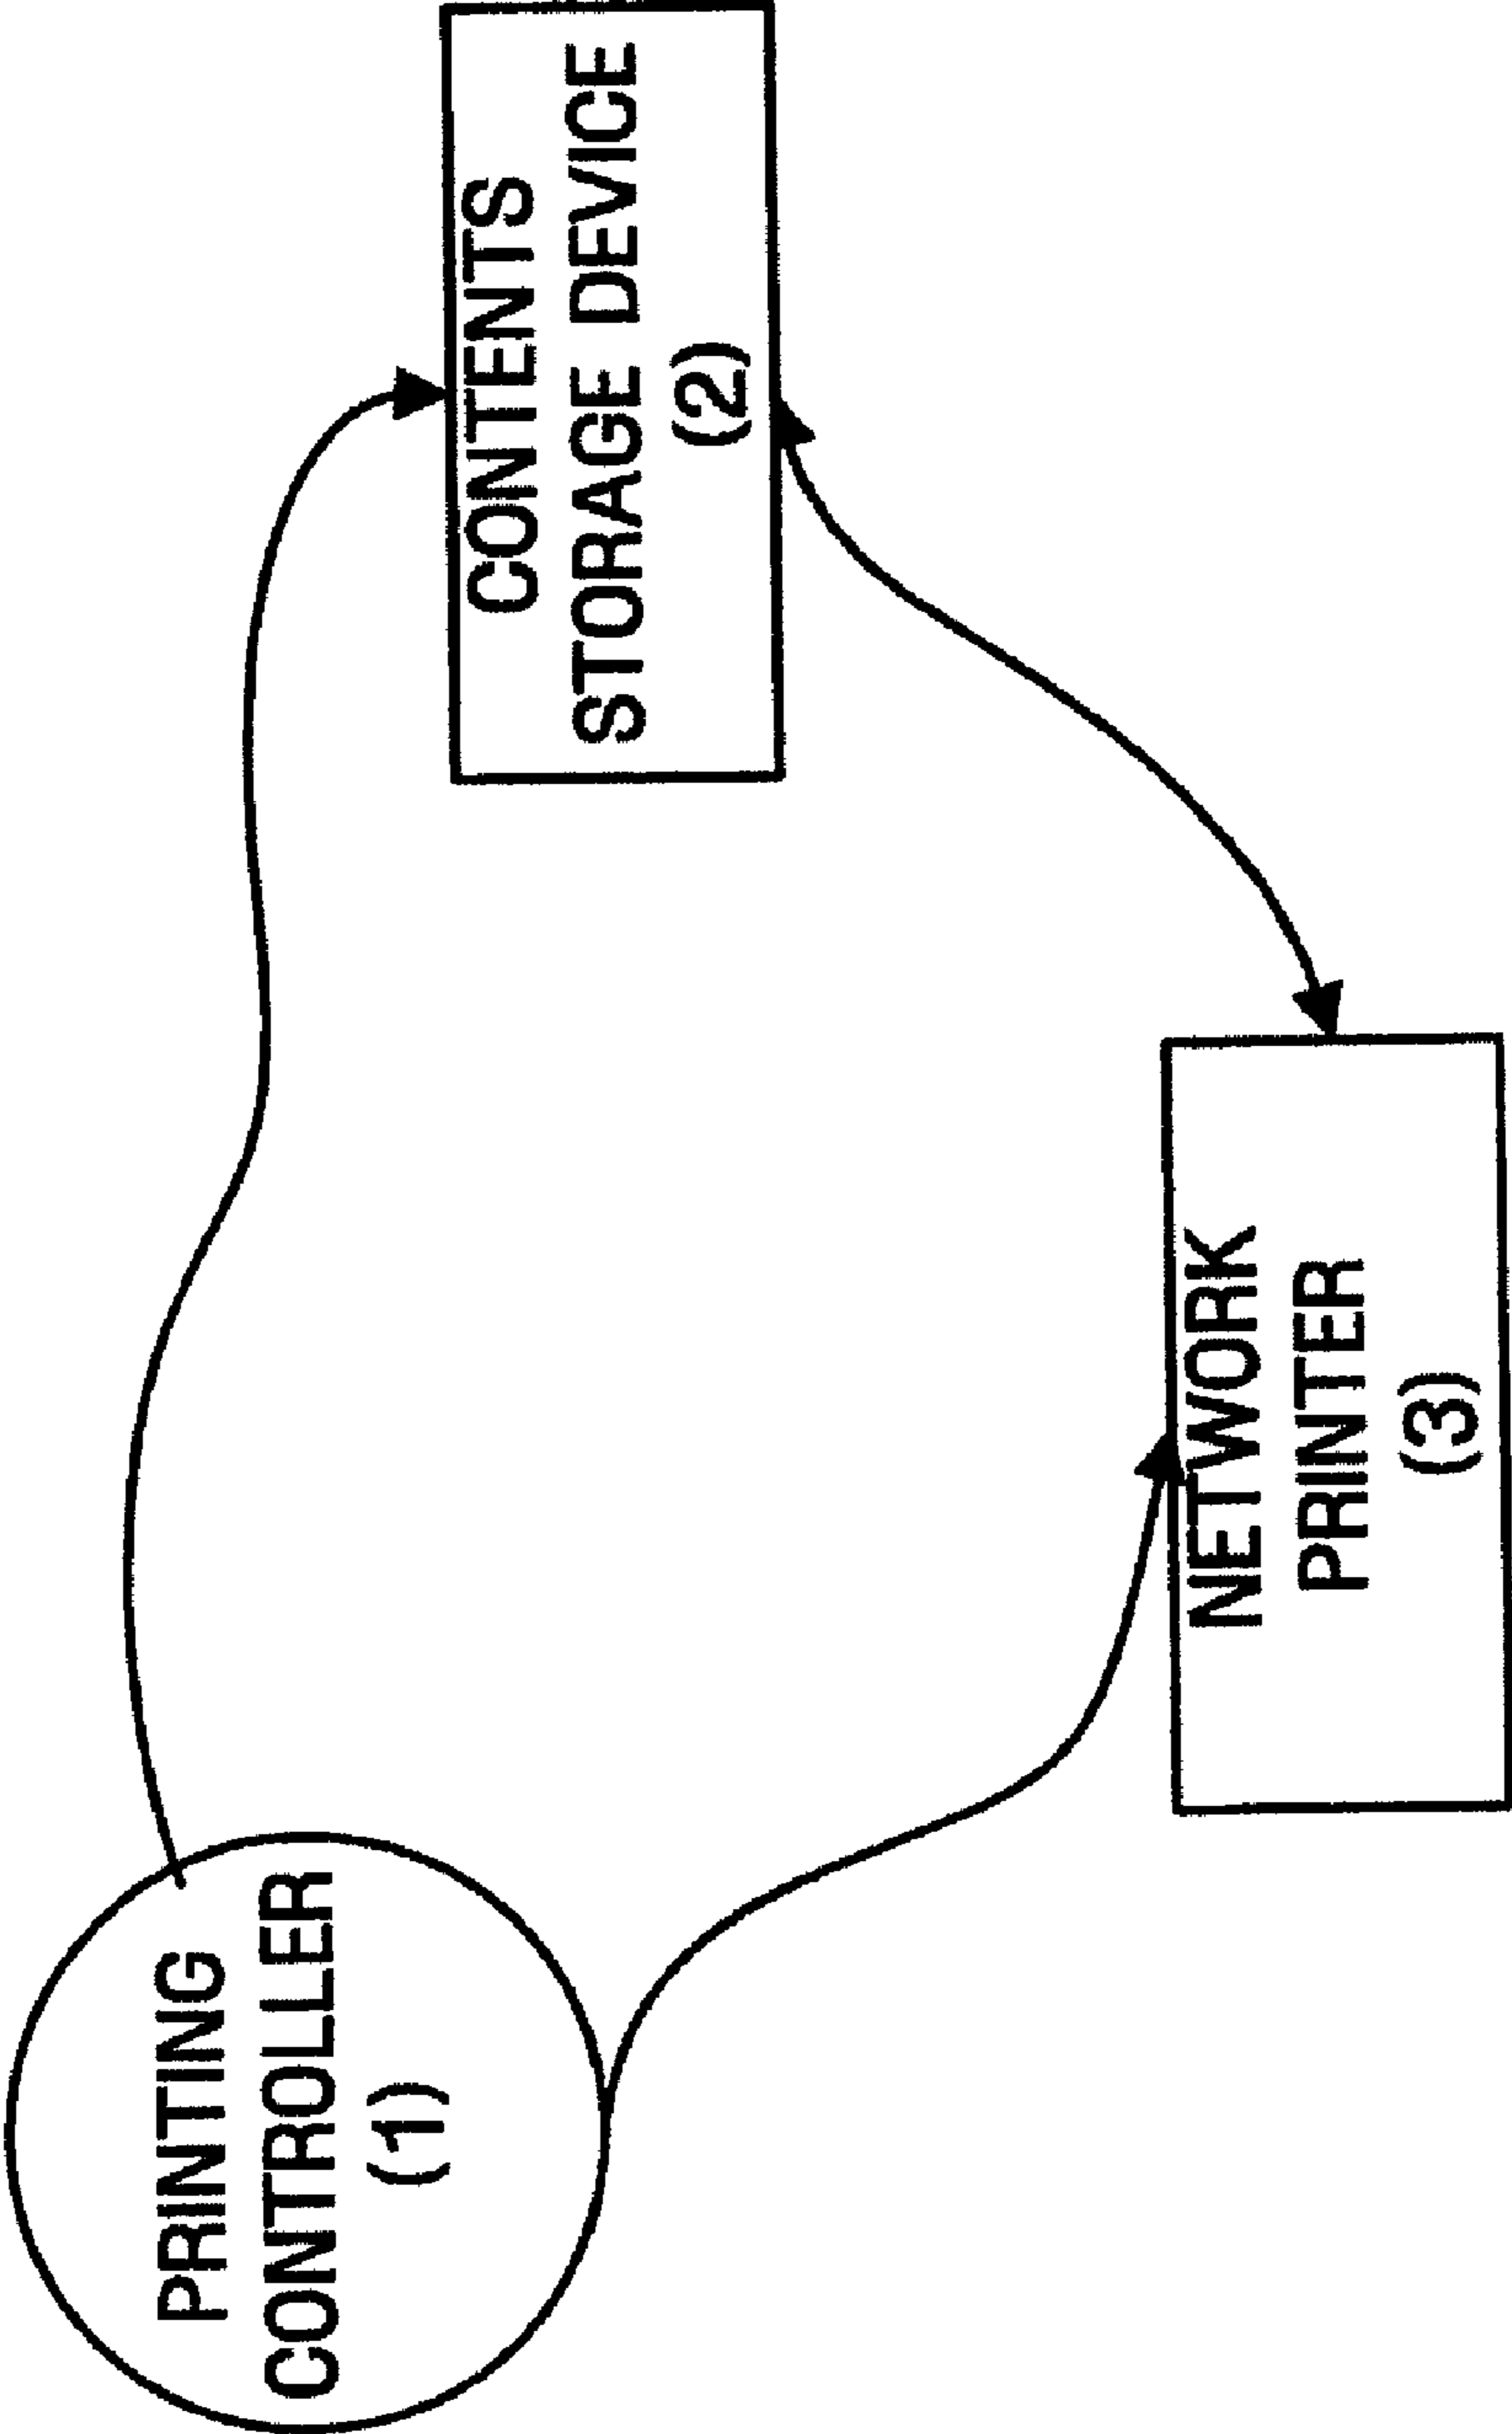 PRINTING
CONTROLLER
(1)
CONTENTS
STORAGE DEVICE
(2)
NETWORK
PRINTER
(3)